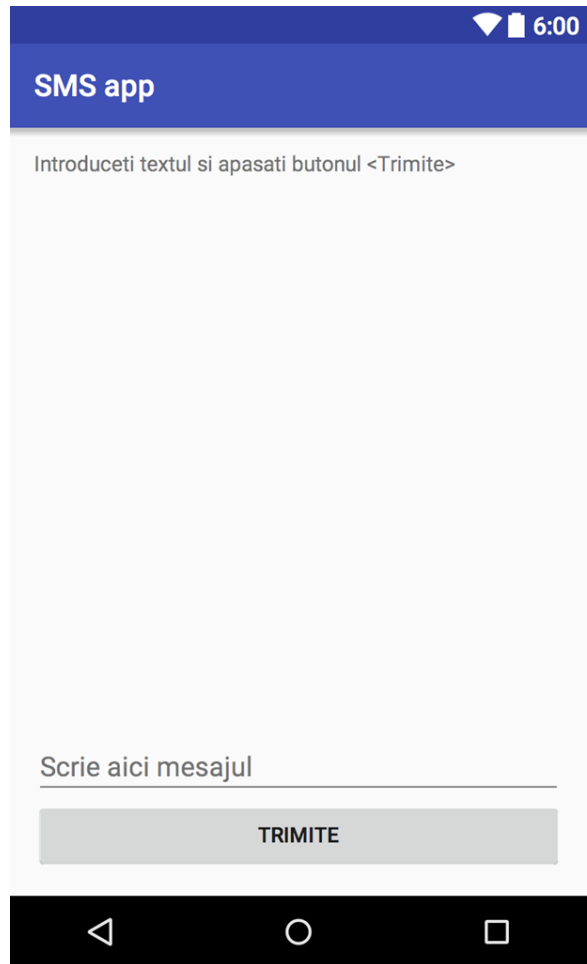 6:00
SMS app
Introduceti textul si apasati butonul <Trimite>
Scrie aici mesajul
TRIMITE